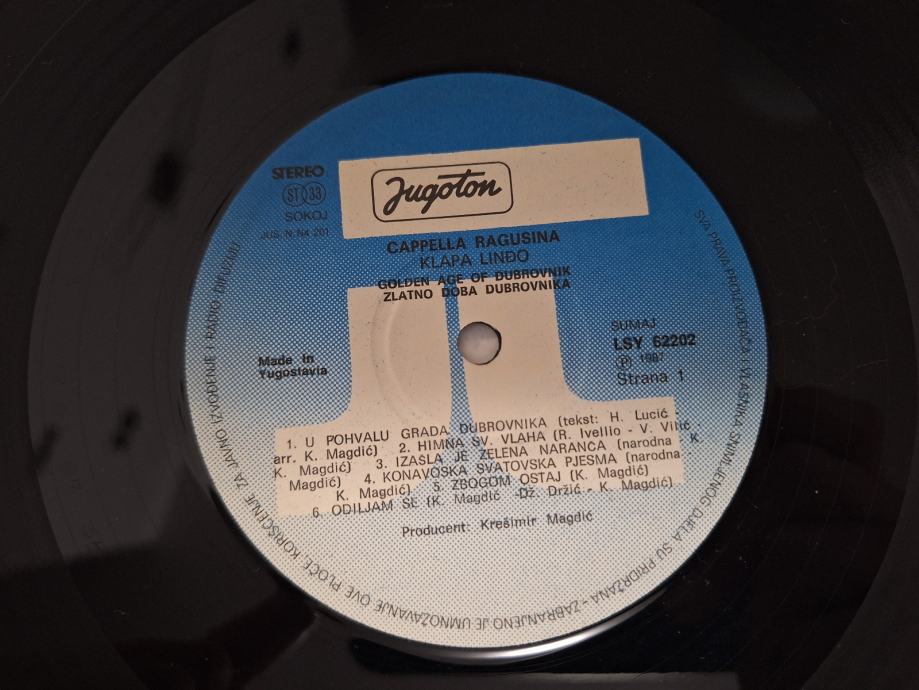 Jugoton
STEREO
ST 33
SOKOJ
JUS. N. N4 201
CAPPELLA RAGUSINA
KLAPA LINĐO
GOLDEN AGE OF DUBROVNIK
ZLATNO DOBA DUBROVNIKA
Made in
Yugostavia
SUMAJ
LSY 62202
Ⓟ 1987
Strana 1
1. U POHVALU GRADA DUBROVNIKA (tekst: H. Lucić -
arr. K. Magdić) 2. HIMNA SV. VLAHA (R. Ivellio - V. Vilić
K. Magdić) 3. IZAŠLA JE ZELENA NARANČA (narodna - K.
Magdić) 4. KONAVOSKA SVATOVSKA PJESMA (narodna -
K. Magdić) 5. ZBOGOM OSTAJ (K. Magdić)
6. ODILJAM SE (K. Magdić -Dž. Držić - K. Magdić)
Producent: Krešimir Magdić
SVA PRAVA PROIZVOĐAČA I VLASNIKA SNIMLJENOG DJELA SU PRIDRŽANA - ZABRANJENO JE UMNOŽAVANJE OVE PLOČE, KORIŠĆENJE ZA JAVNO IZVOĐENJE I RADIO DIFUZIJU